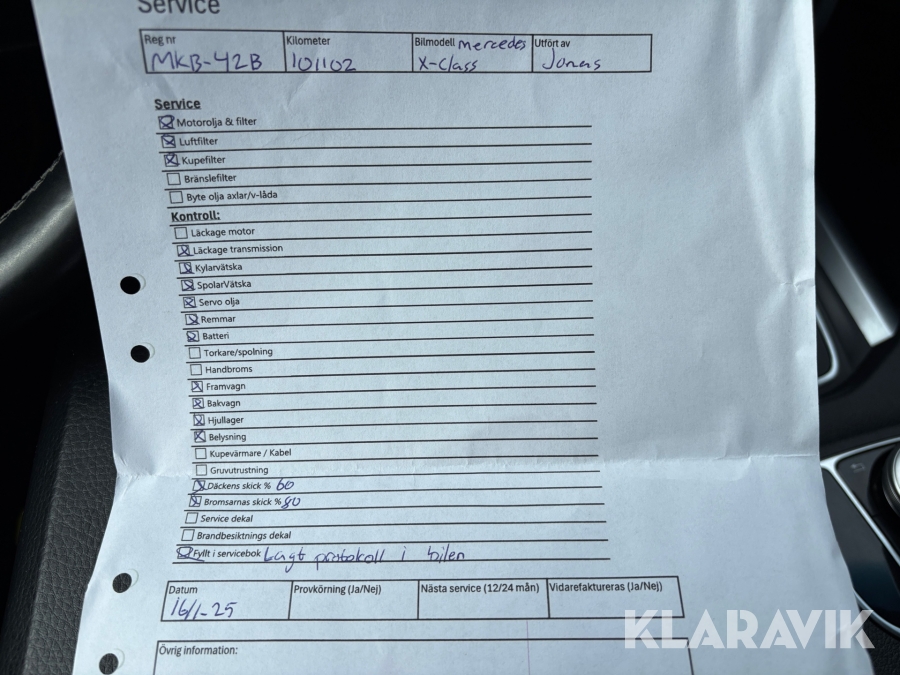 Service
Reg nr Kilometer Bilmodell mercedes Utfört av
MKB-42B 101102 X-Class Jonas
Service
Motorolja & filter
Luftfilter
Kupefilter
Bränslefilter
Byte olja axlar/v-låda
Kontroll:
Läckage motor
Läckage transmission
Kylarvätska
SpolarVätska
Servo olja
Remmar
Batteri
Torkare/spolning
Handbroms
Framvagn
Bakvagn
Hjullager
Belysning
Kupevärmare / Kabel
Gruvutrustning
Däckens skick % 60
Bromsarnas skick % 80
Service dekal
Brandbesiktnings dekal
Fyllt i servicebok Lagt protokoll i bilen
Datum Provkörning (Ja/Nej) Nästa service (12/24 mån) Vidarefaktureras (Ja/Nej)
16/1-25
KLARAVIK
Övrig information: